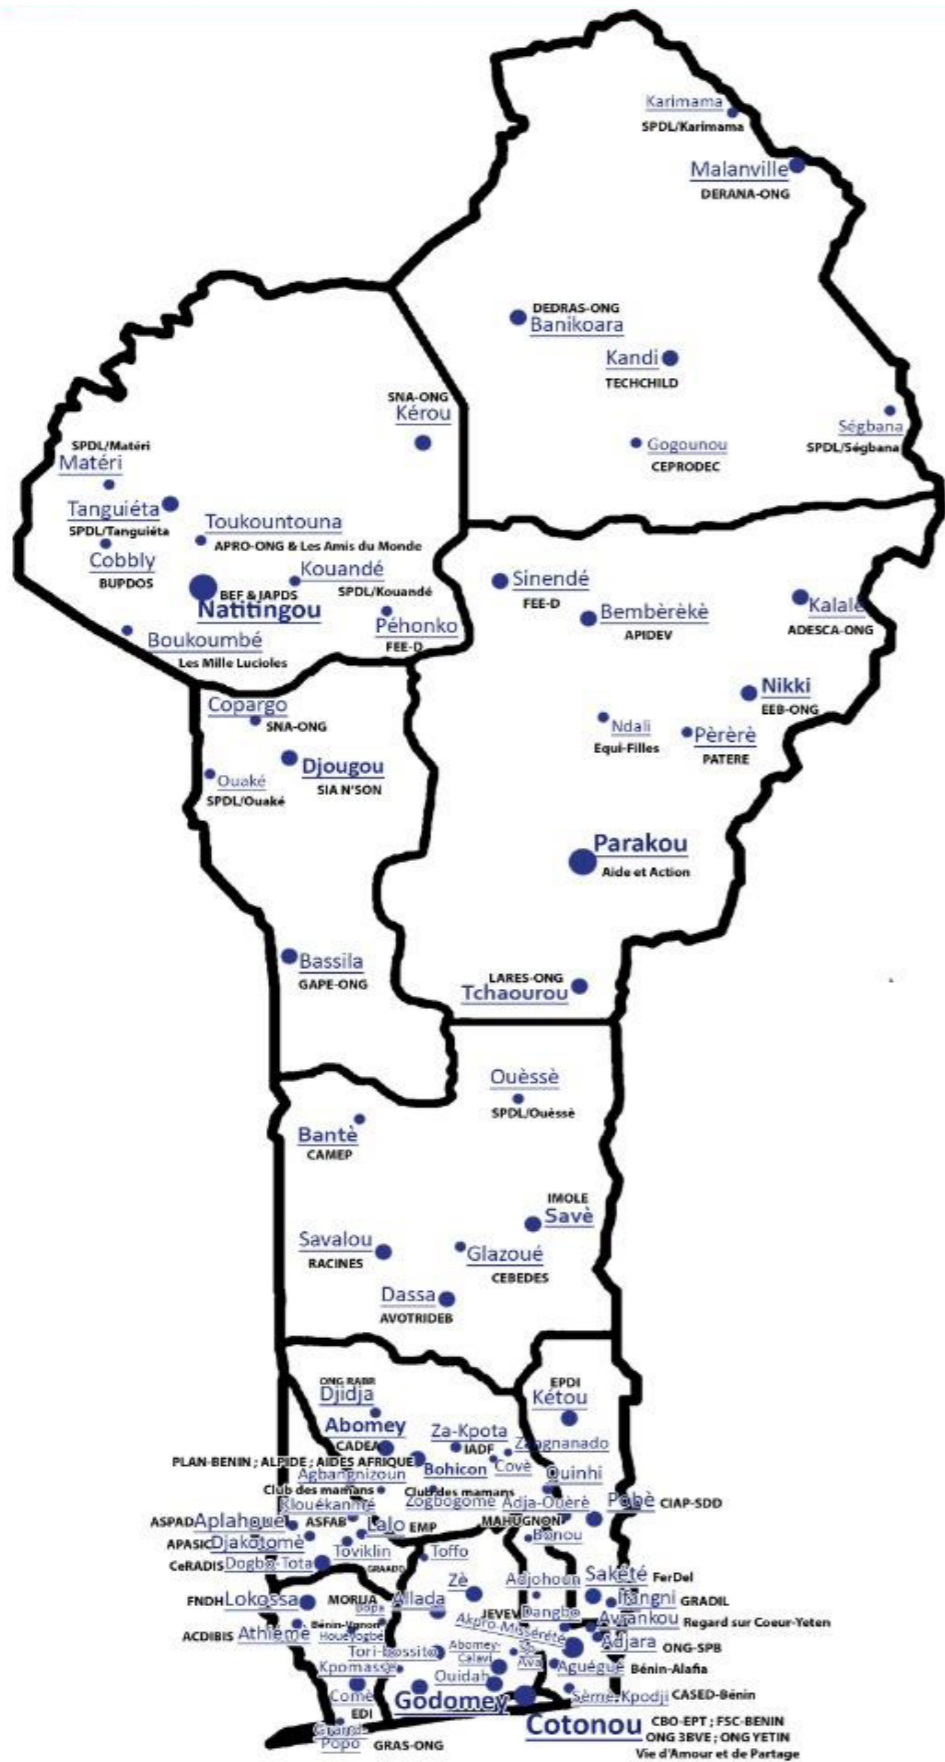 Karimama
SPDL/Karimama
Malanville
DERANA-ONG
DEDRAS-ONG
Banikoara
Kandi
TECHCHILD
SNA-ONG
Kérou
Ségbana
SPDL/Ségbana
Gogounou
CEPRODEC
SPDL/Matéri
Matéri
Tanguiéta
SPDL/Tanguiéta
Toukountouna
APRO-ONG & Les Amis du Monde
Cobbly
BUPDOS
Kouandé
SPDL/Kouandé
BEF & IAPDS
Natitingou
Péhonko
FEE-D
Boukoumbé
Les Mille Lucioles
Sinendé
FEE-D
Bembèrèkè
APIDEV
Kalalé
ADESCA-ONG
Nikki
EEB-ONG
Copargo
SNA-ONG
Ndali
Equi-Filles
Pèrèrè
PATERE
Djougou
SIA N'SON
Ouaké
SPDL/Ouaké
Parakou
Aide et Action
Bassila
GAPE-ONG
LARES-ONG
Tchaourou
Ouèssè
SPDL/Ouèssè
Bantè
CAMEP
IMOLE
Savè
Savalou
RACINES
Glazoué
CEBEDES
Dassa
AVOTRIDEB
ONG RABR
Djidja
EPDI
Kétou
Abomey
CADEA
Za-Kpota
IADF
Zagnanado
PLAN-BENIN ; ALPIDE ; AIDES AFRIQUE
Bohicon
Covè
Agbangnizoun
Club des mamans
Ouinhi
Club des mamans
Zogbogome
Klouékanmé
Adja-Ouèrè
Pobè CIAP-SDD
ASPAD Aplahoué
ASFAB
Lalo EMP
MAHUGNON
Bonou
APASIC Djakotomè
Toviklin
Toffo
CeRADIS Dogbo-Tota
GRAADD
Zè
Adjohoun
Sakété FerDel
FNDH Lokossa
MORIJA
Allada
Ifangni GRADIL
Bopa
JEVEV
Dangbo
Avrankou Regard sur Coeur-Yeten
ACDIBIS Athiémé
Houéyogbé
Akpro-Missérété
Adjara ONG-SPB
Tori-bossito
Abomey-
Calavi
Ava
Aguégué Bénin-Alafia
Kpomassè
Ouidah
Comè
EDI
Godomey
Sèmè-Kpodji CASED-Bénin
Grand
Popo GRAS-ONG
Cotonou CBO-EPT ; FSC-BENIN
ONG 3BVE ; ONG YETIN
Vie d'Amour et de Partage